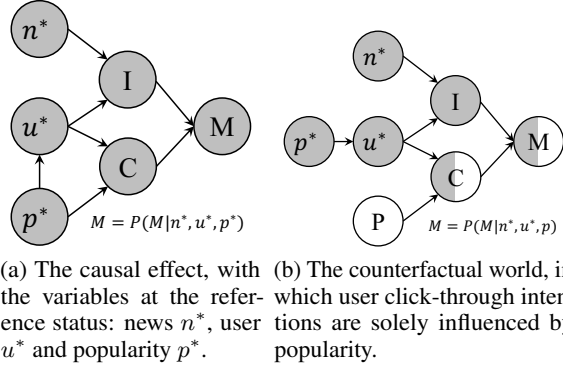 n*
I
u*
M
C
p*
M = P(M|n*, u*, p*)
n*
I
p*
u*
M
C
P
M = P(M|n*, u*, p)
(a) The causal effect, with
the variables at the refer-
ence status: news n*, user
u* and popularity p*.
(b) The counterfactual world, in
which user click-through inten-
tions are solely influenced by
popularity.